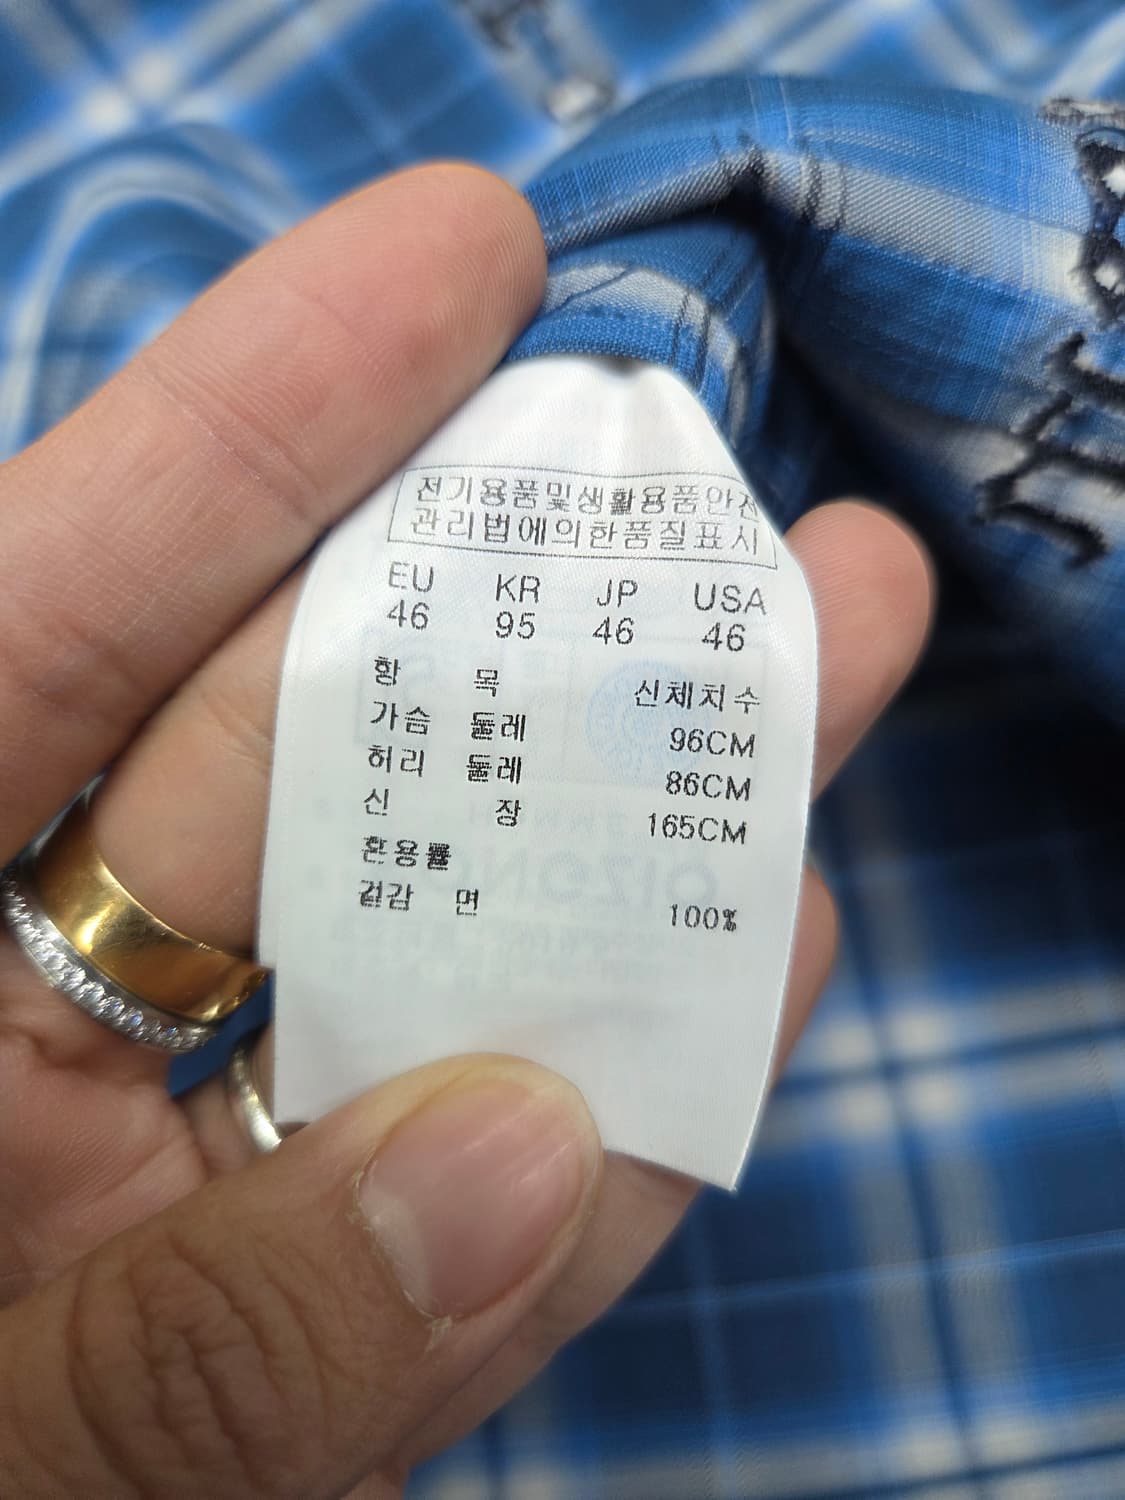 전기용품및생활용품안전
관리법에의한품질표시
EU KR JP USA
46 95 46 46
항 목 신체치수
가슴 둘레 96CM
허리 둘레 86CM
신 장 165CM
혼용률
겉감 면 100%